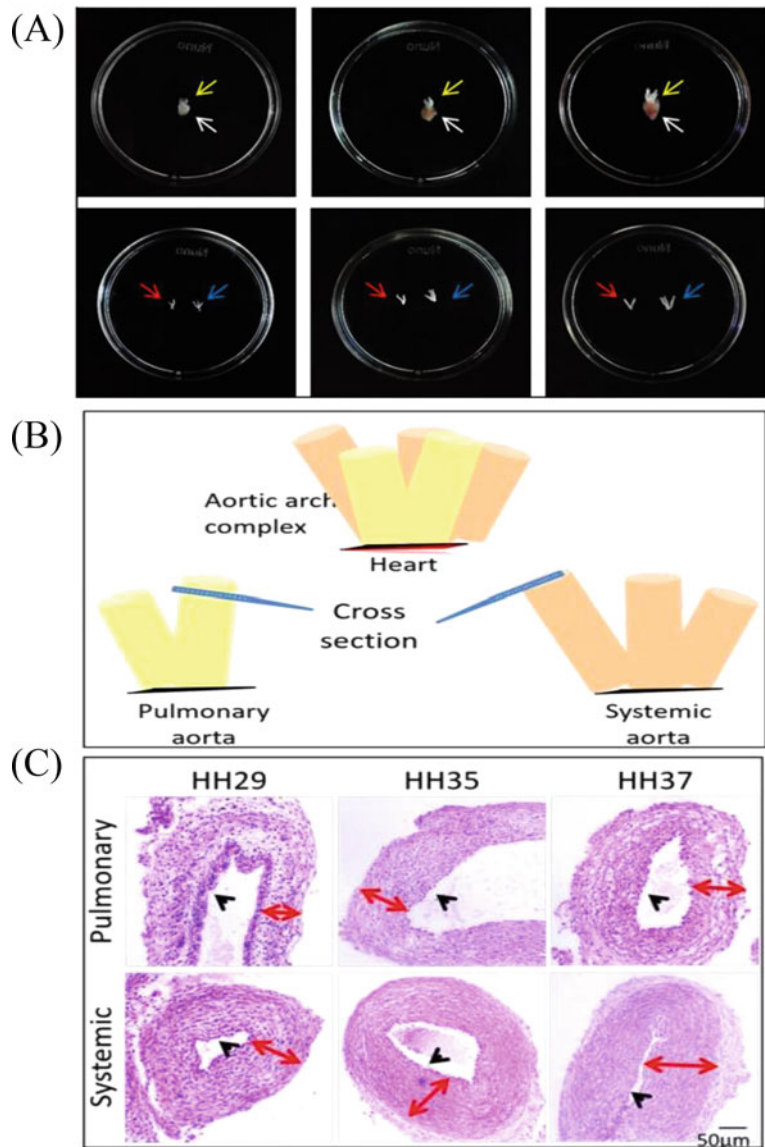 (A)
(B)
Aortic arch
complex
Heart
Cross
section
Pulmonary
aorta
Systemic
aorta
(C)
HH29
HH35
HH37
Pulmonary
Systemic
50μm